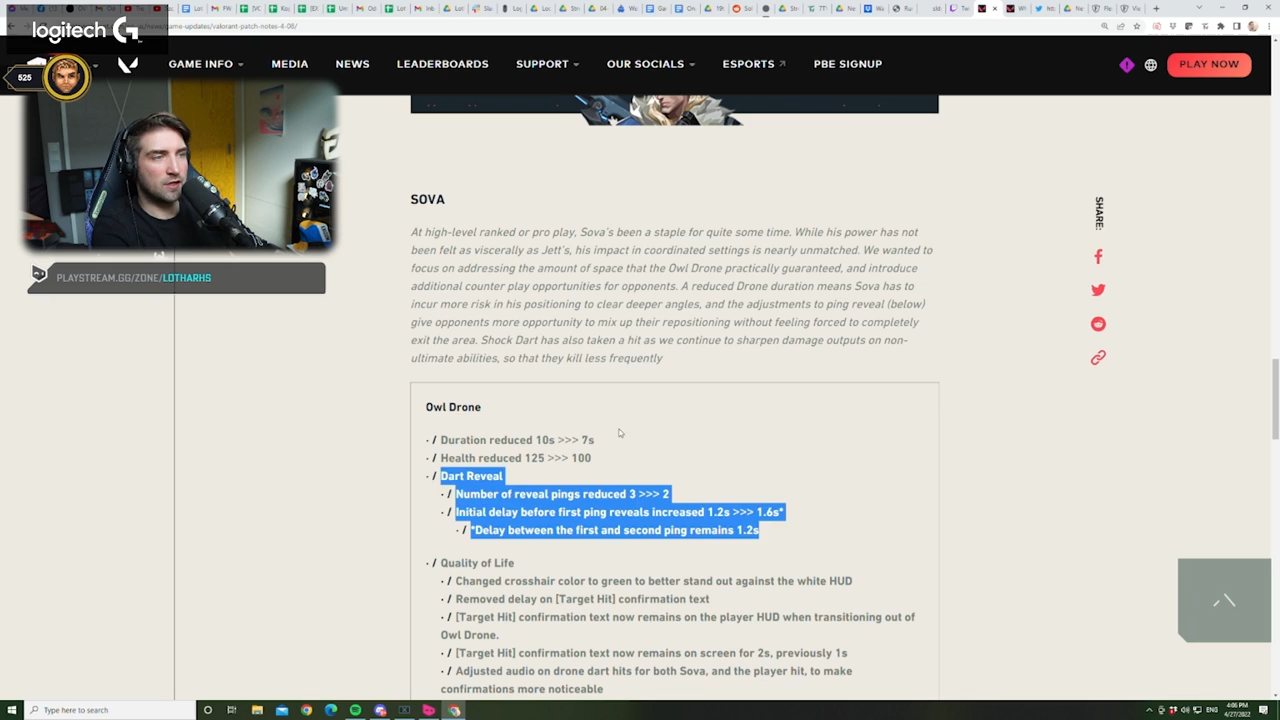 news/game-updates/valorant-patch-notes-4-08/
logitech G
525
GAME INFO
MEDIA
NEWS
LEADERBOARDS
SUPPORT
OUR SOCIALS
ESPORTS
PBE SIGNUP
PLAY NOW
PLAYSTREAM.GG/ZONE/LOTHARHS
SHARE:
SOVA
At high-level ranked or pro play, Sova's been a staple for quite some time. While his power has not
been felt as viscerally as Jett's, his impact in coordinated settings is nearly unmatched. We wanted to
focus on addressing the amount of space that the Owl Drone practically guaranteed, and introduce
additional counter play opportunities for opponents. A reduced Drone duration means Sova has to
incur more risk in his positioning to clear deeper angles, and the adjustments to ping reveal (below)
give opponents more opportunity to mix up their repositioning without feeling forced to completely
exit the area. Shock Dart has also taken a hit as we continue to sharpen damage outputs on non-
ultimate abilities, so that they kill less frequently
Owl Drone
· / Duration reduced 10s >>> 7s
· / Health reduced 125 >>> 100
· / Dart Reveal
· / Number of reveal pings reduced 3 >>> 2
· / Initial delay before first ping reveals increased 1.2s >>> 1.6s*
· / *Delay between the first and second ping remains 1.2s
· / Quality of Life
· / Changed crosshair color to green to better stand out against the white HUD
· / Removed delay on [Target Hit] confirmation text
· / [Target Hit] confirmation text now remains on the player HUD when transitioning out of
Owl Drone.
· / [Target Hit] confirmation text now remains on screen for 2s, previously 1s
· / Adjusted audio on drone dart hits for both Sova, and the player hit, to make
confirmations more noticeable
Type here to search
ENG
4:06 PM
4/27/2022